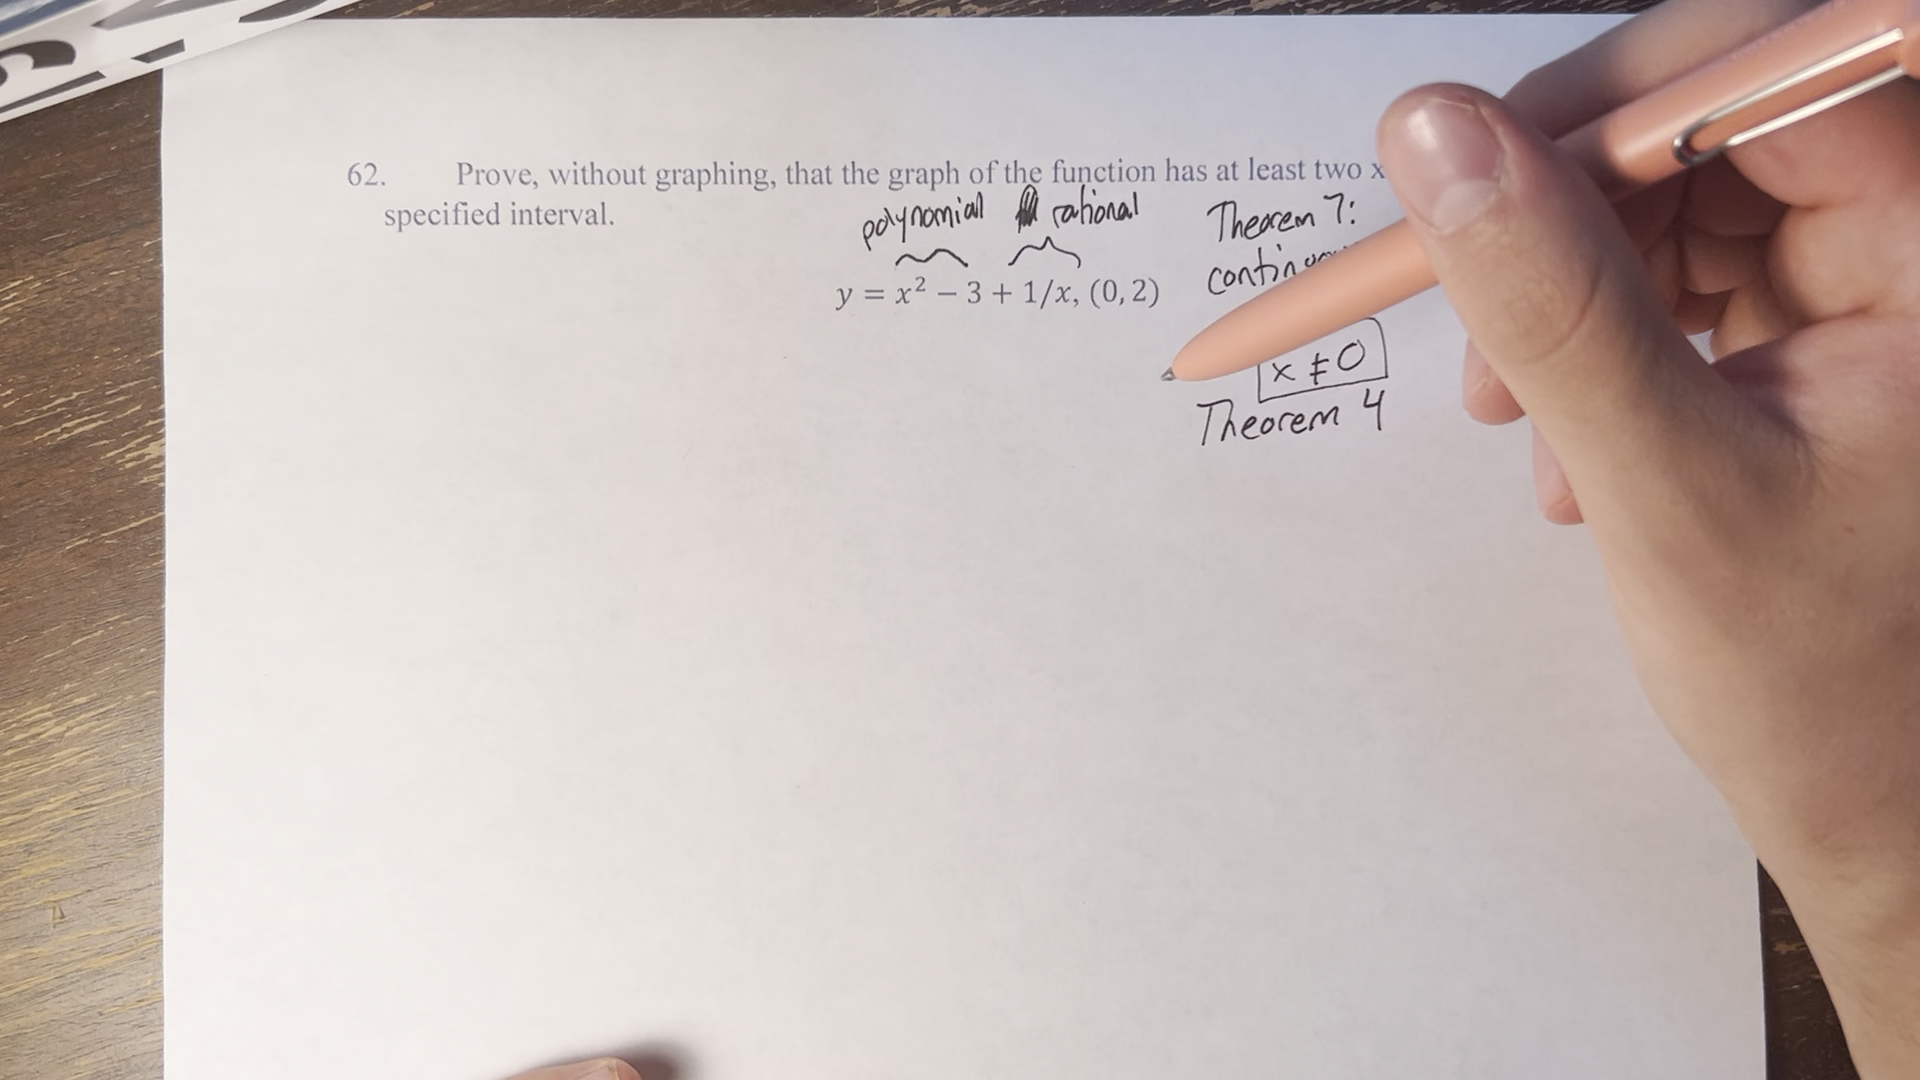 62. Prove, without graphing, that the graph of the function has at least two x
specified interval.
polynomial rational
Theorem 7:
y = x² − 3 + 1/x, (0, 2)
x ≠ 0
Theorem 4